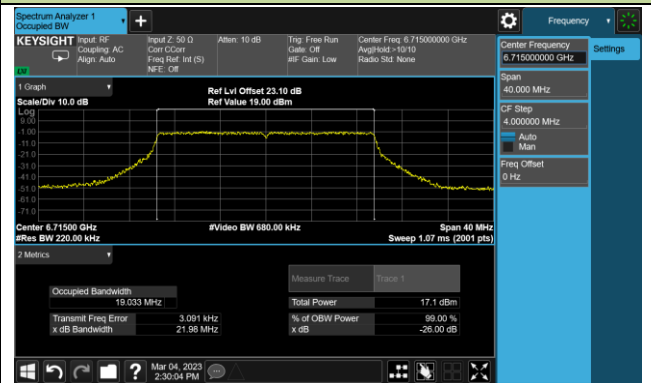 Spectrum Analyzer 1
Occupied BW
+
Frequency
KEYSIGHT
Input: RF
Coupling: AC
Align: Auto
Input Z: 50 Ω
Corr CCorr
Freq Ref: Int (S)
NFE: Off
Atten: 10 dB
Trig: Free Run
Gate: Off
#IF Gain: Low
Center Freq: 6.715000000 GHz
Avg|Hold:>10/10
Radio Std: None
Center Frequency
6.715000000 GHz
Settings
Span
40.000 MHz
CF Step
4.000000 MHz
Auto
Man
Freq Offset
0 Hz
1 Graph
Scale/Div 10.0 dB
Ref Lvl Offset 23.10 dB
Ref Value 19.00 dBm
Log
9.00
-1.00
-11.0
-21.0
-31.0
-41.0
-51.0
-61.0
-71.0
Center 6.71500 GHz
#Res BW 220.00 kHz
#Video BW 680.00 kHz
Span 40 MHz
Sweep 1.07 ms (2001 pts)
2 Metrics
Measure Trace Trace 1
Occupied Bandwidth
19.033 MHz
Total Power 17.1 dBm
Transmit Freq Error 3.091 kHz
% of OBW Power 99.00 %
x dB Bandwidth 21.98 MHz
x dB -26.00 dB
?
Mar 04, 2023
2:30:04 PM